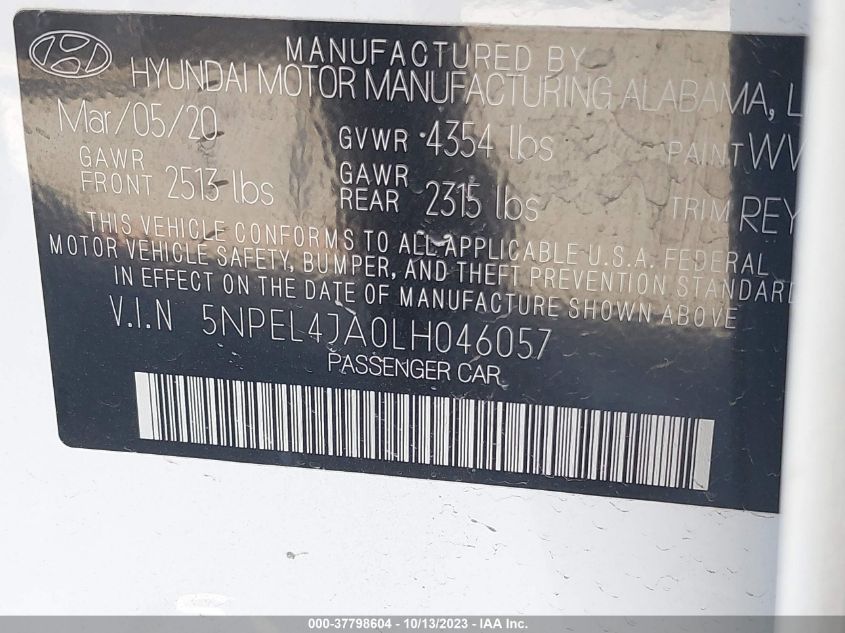 MANUFACTURED BY
HYUNDAI MOTOR MANUFACTURING ALABAMA, L
Mar/05/20 GVWR 4354 lbs PAINT WV
GAWR FRONT 2513 lbs GAWR REAR 2315 lbs TRIM REY
THIS VEHICLE CONFORMS TO ALL APPLICABLE U.S.A. FEDERAL
MOTOR VEHICLE SAFETY, BUMPER, AND THEFT PREVENTION STANDARD
IN EFFECT ON THE DATE OF MANUFACTURE SHOWN ABOVE
V.I.N 5NPEL4JA0LH046057
PASSENGER CAR
000-37798604 | 10/13/2023 - IAA Inc.